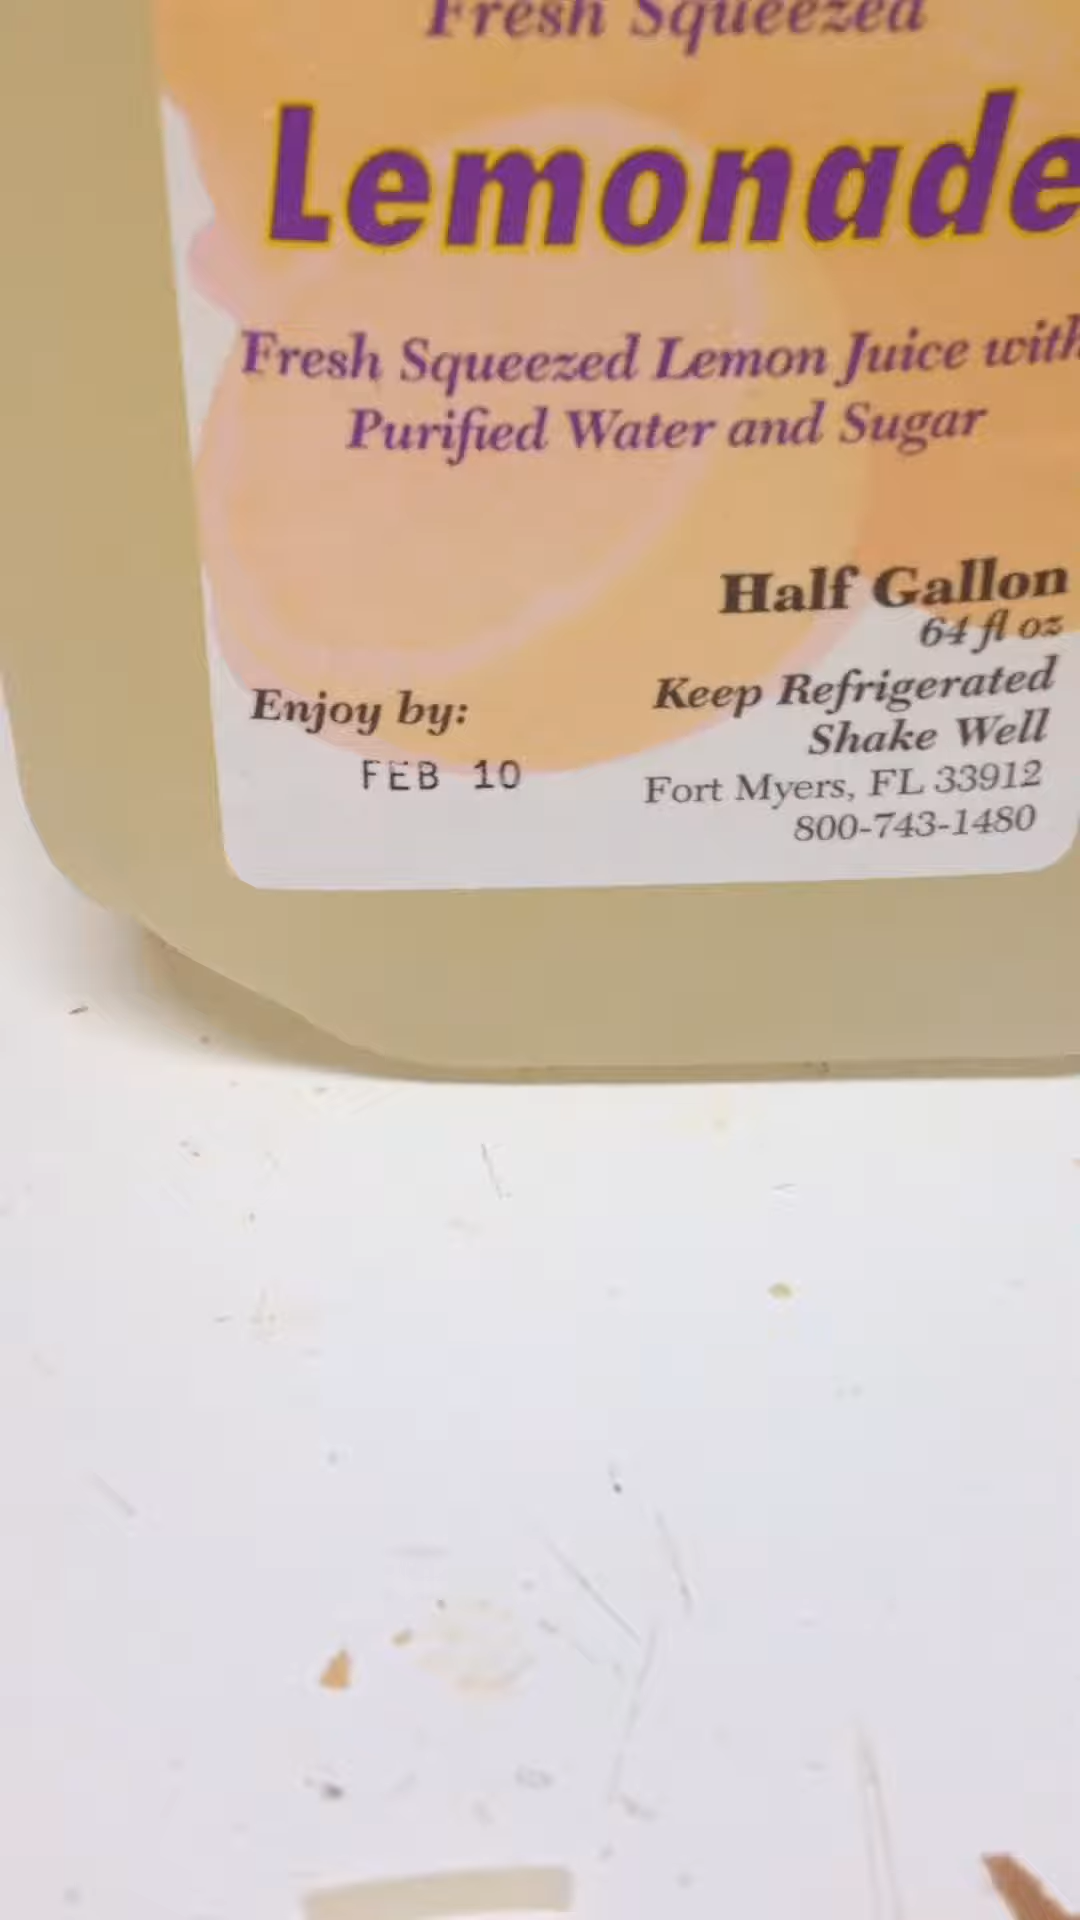 Fresh Squeezed
Lemonade
Fresh Squeezed Lemon Juice with
Purified Water and Sugar
Half Gallon
64 fl oz
Keep Refrigerated
Shake Well
Fort Myers, FL 33912
800-743-1480
Enjoy by:
FEB 10